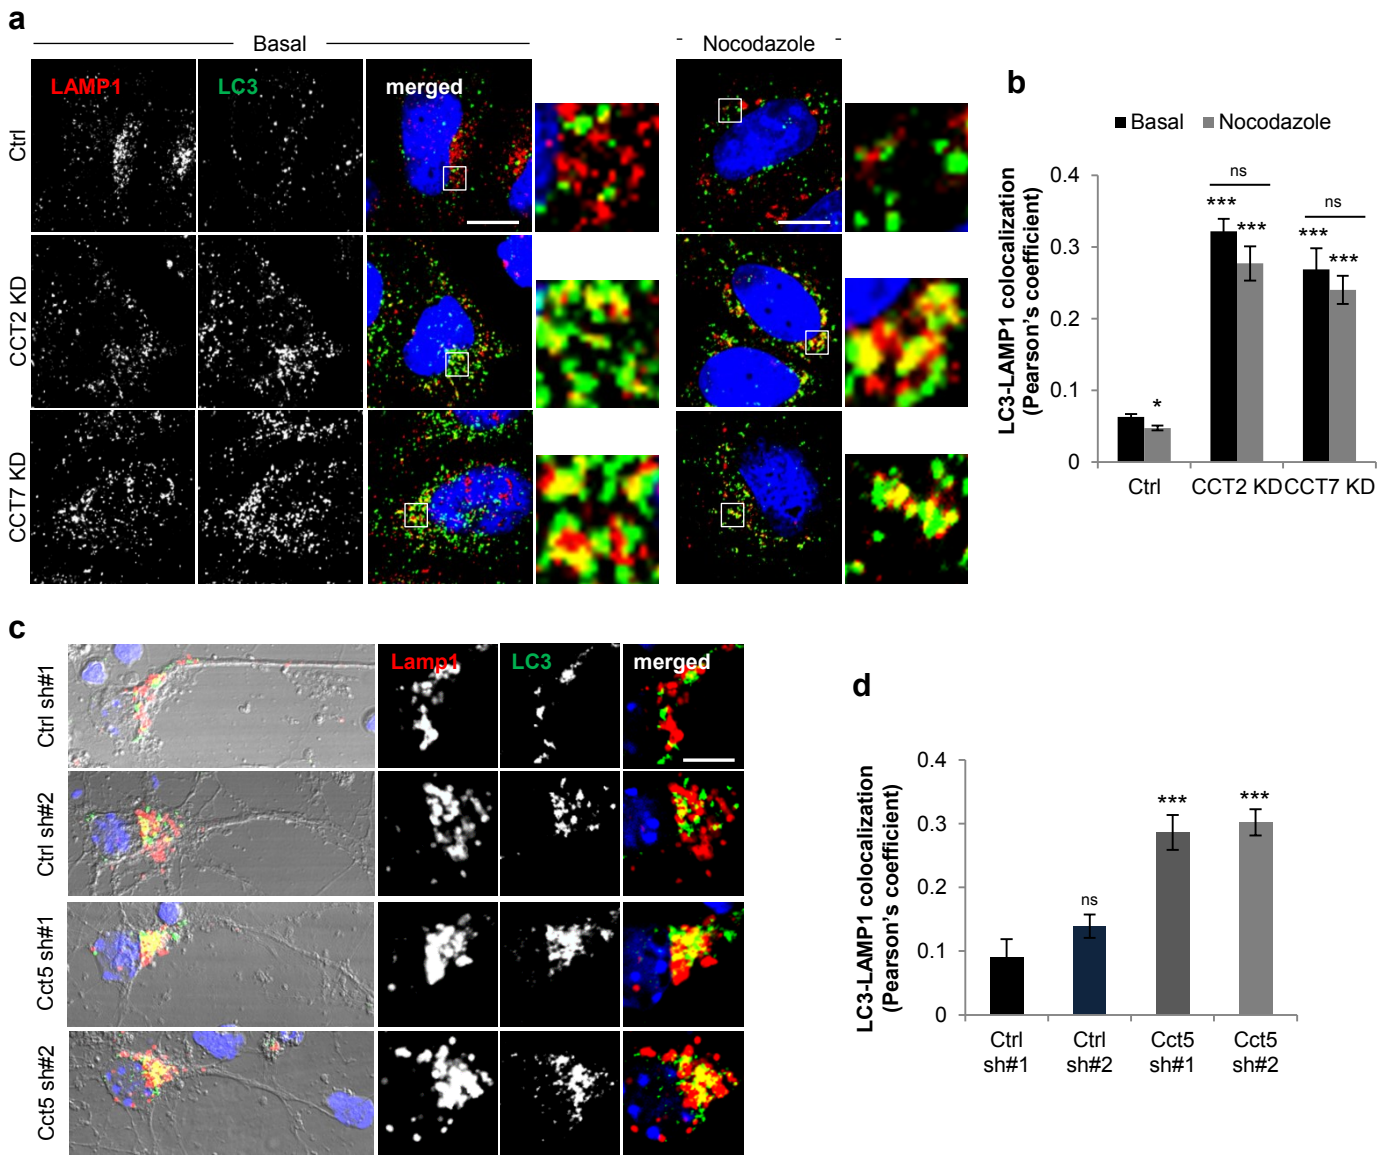 a
Basal
Nocodazole
LAMP1
LC3
merged
Ctrl
CCT2 KD
CCT7 KD
b
Basal
Nocodazole
LC3-LAMP1 colocalization
(Pearson's coefficient)
0.4
0.3
0.2
0.1
0
*
***
***
ns
***
***
ns
Ctrl
CCT2 KD
CCT7 KD
c
Lamp1
LC3
merged
Ctrl sh#1
Ctrl sh#2
Cct5 sh#1
Cct5 sh#2
d
LC3-LAMP1 colocalization
(Pearson's coefficient)
0.4
0.3
0.2
0.1
0
ns
***
***
Ctrl
sh#1
Ctrl
sh#2
Cct5
sh#1
Cct5
sh#2